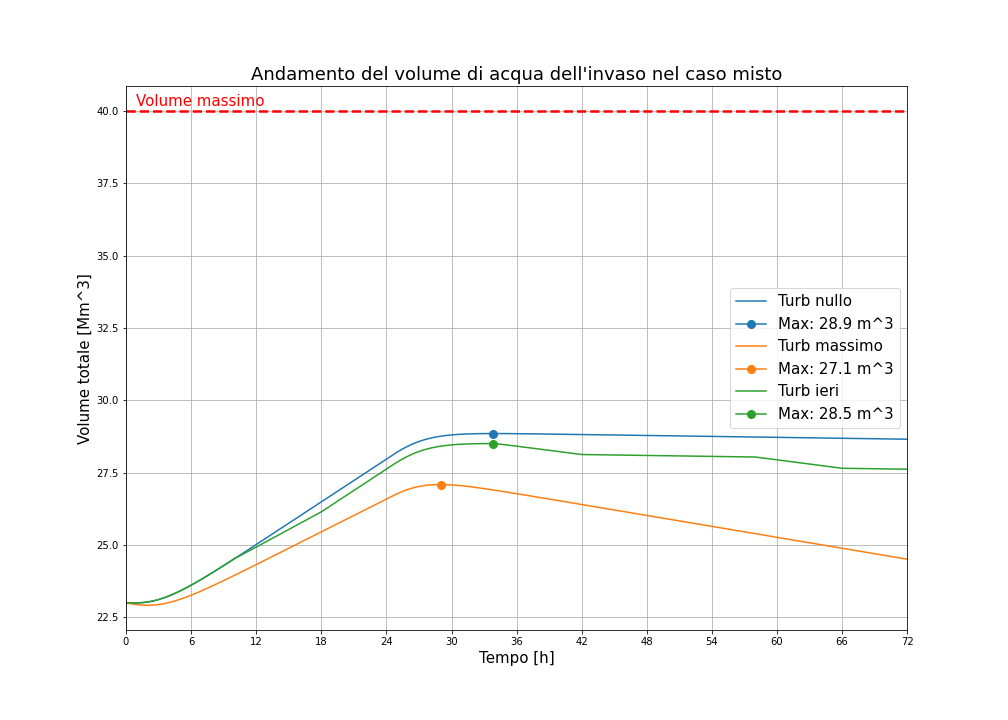 Andamento del volume di acqua dell'invaso nel caso misto
Volume massimo
40.0
37.5
35.0
32.5
30.0
27.5
25.0
22.5
Volume totale [Mm^3]
Turb nullo
Max: 28.9 m^3
Turb massimo
Max: 27.1 m^3
Turb ieri
Max: 28.5 m^3
0 6 12 18 24 30 36 42 48 54 60 66 72
Tempo [h]